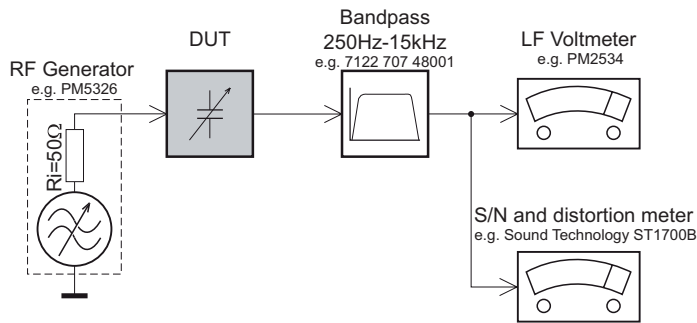 RF Generator
e.g. PM5326
Ri=50Ω
DUT
Bandpass
250Hz-15kHz
e.g. 7122 707 48001
LF Voltmeter
e.g. PM2534
S/N and distortion meter
e.g. Sound Technology ST1700B